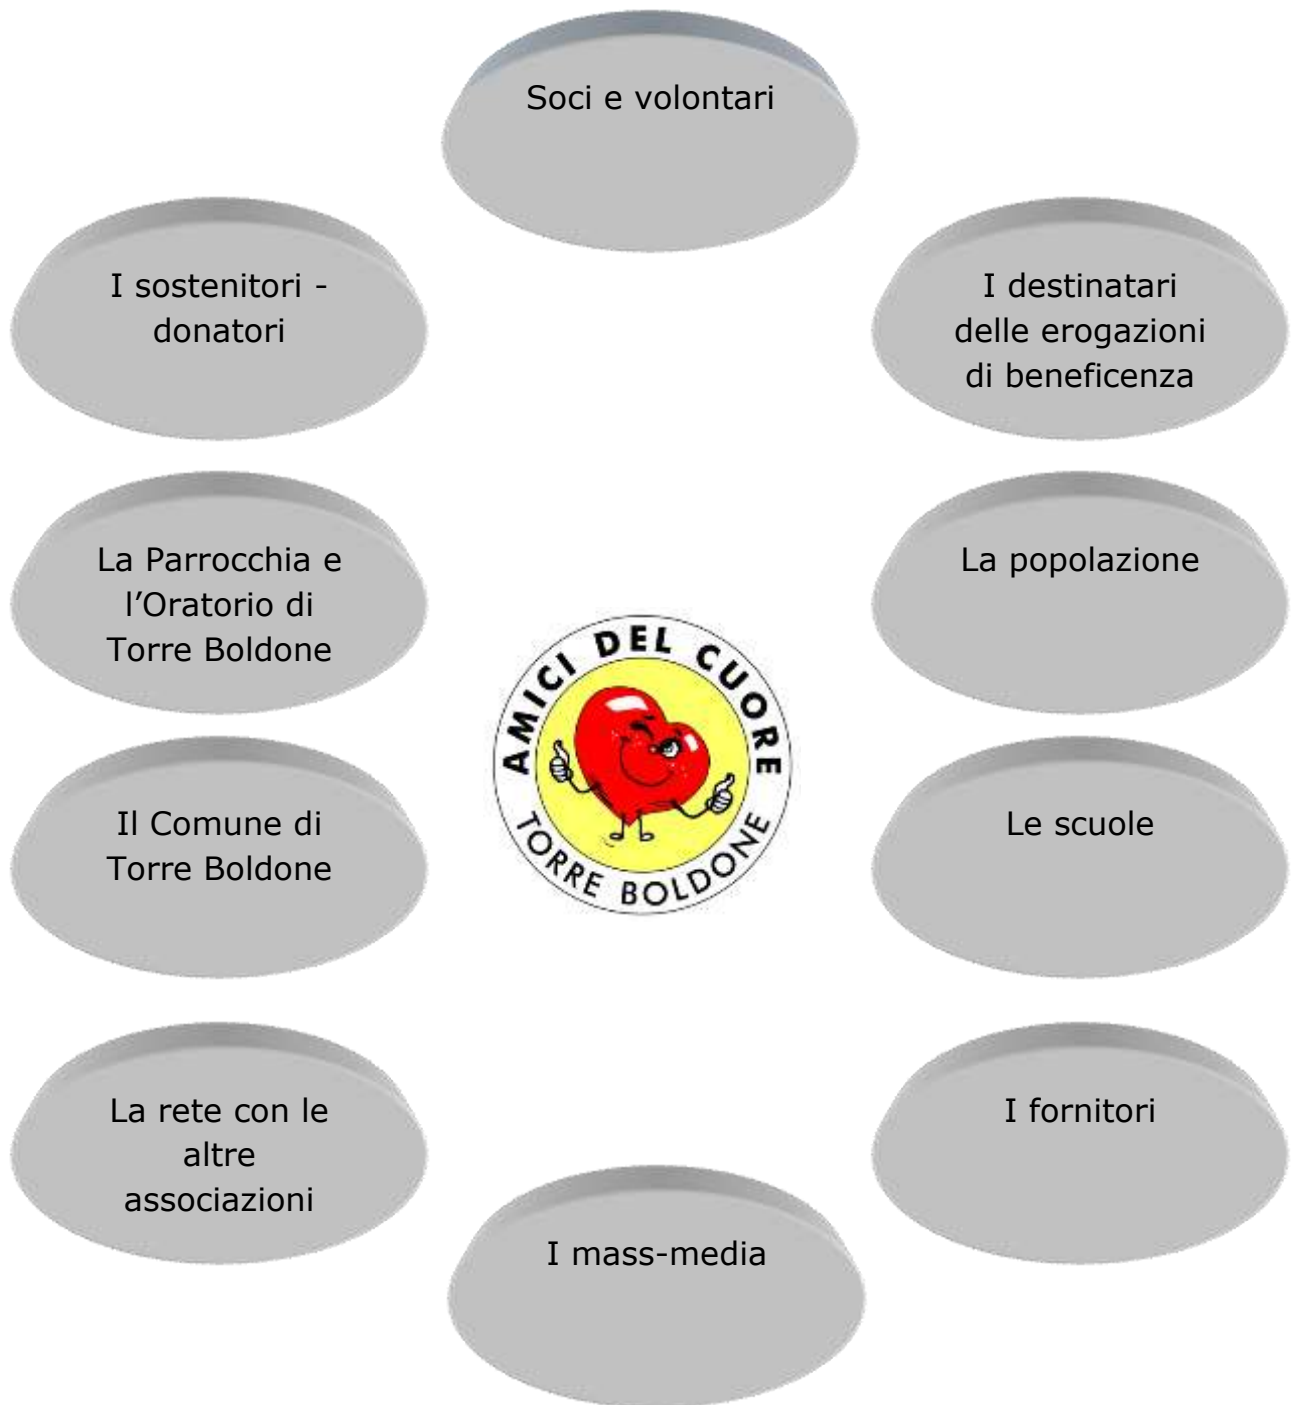 Soci e volontari
I sostenitori -
donatori
I destinatari
delle erogazioni
di beneficenza
La Parrocchia e
l’Oratorio di
Torre Boldone
La popolazione
AMICI DEL CUORE
TORRE BOLDONE
Il Comune di
Torre Boldone
Le scuole
La rete con le
altre
associazioni
I fornitori
I mass-media